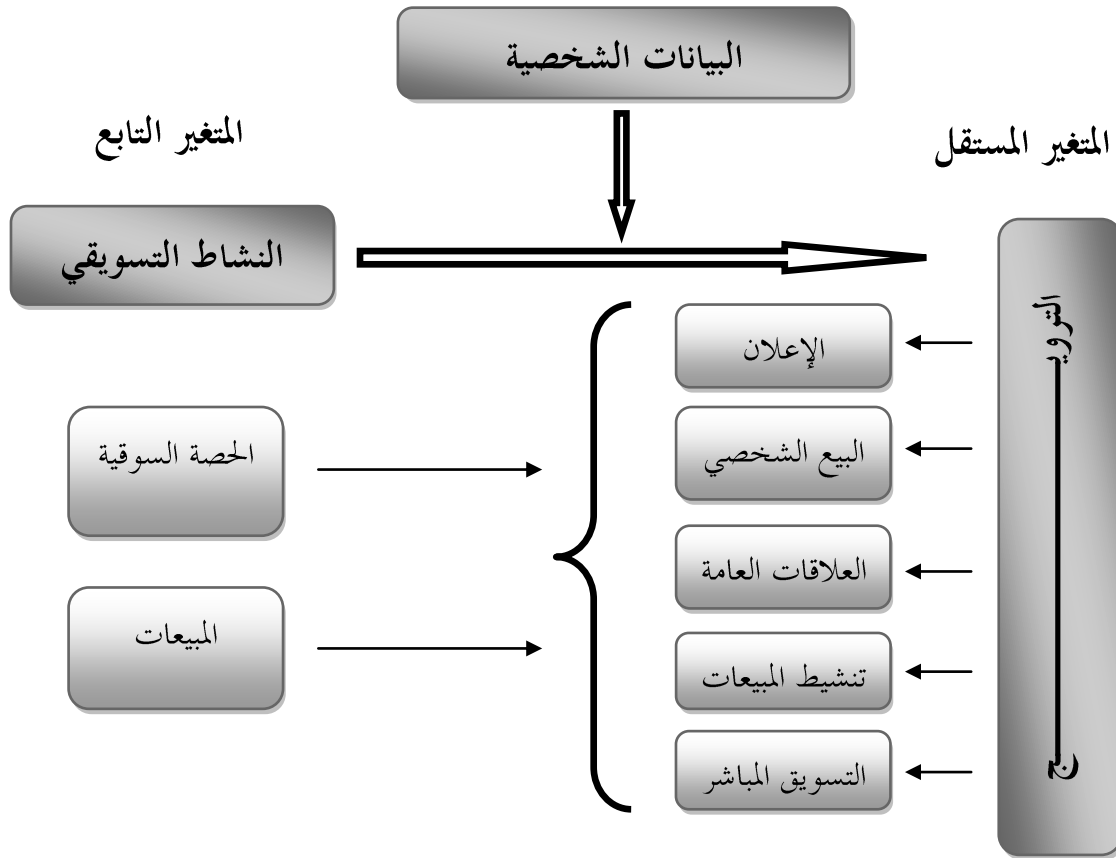 البيانات الشخصية
المتغير المستقل
المتغير التابع
النشاط التسويقي
الترويـــــج
الإعلان
البيع الشخصي
العلاقات العامة
تنشيط المبيعات
التسويق المباشر
الحصة السوقية
المبيعات